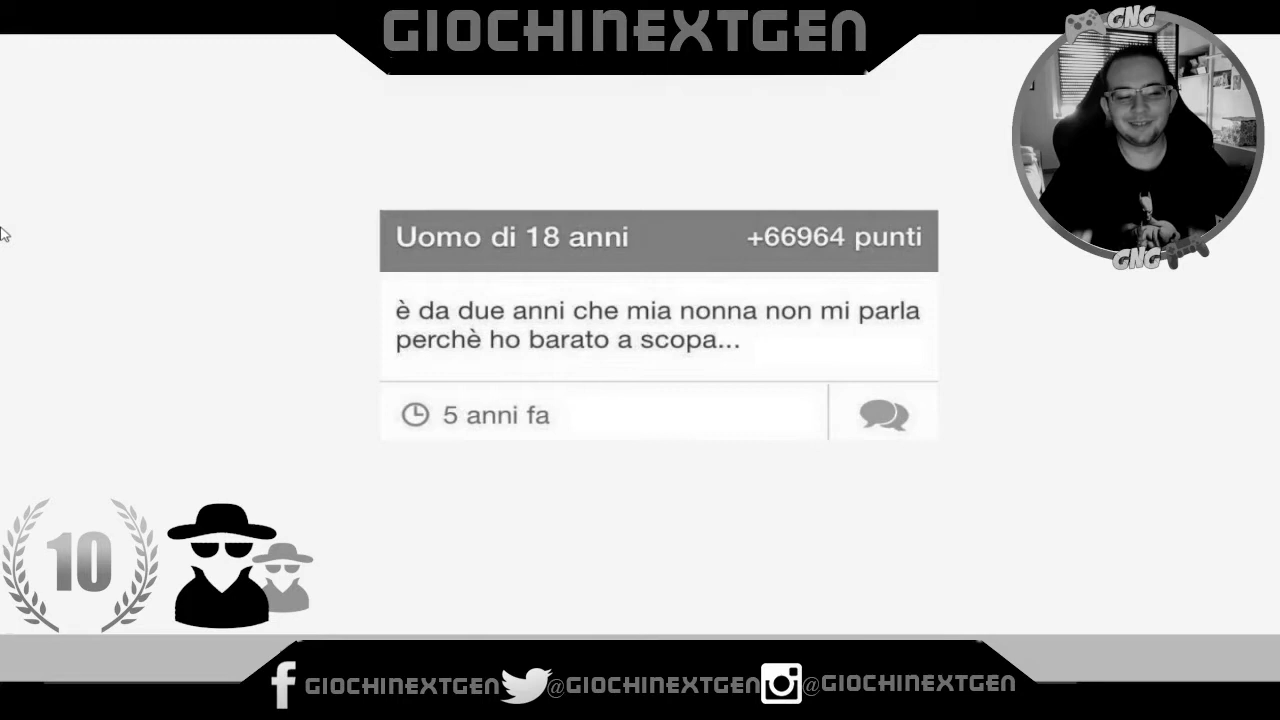 GIOCHINEXTGEN
GNG
Uomo di 18 anni
+66964 punti
è da due anni che mia nonna non mi parla
perchè ho barato a scopa...
5 anni fa
GNG
10
GIOCHINEXTGEN
@GIOCHINEXTGEN
@GIOCHINEXTGEN